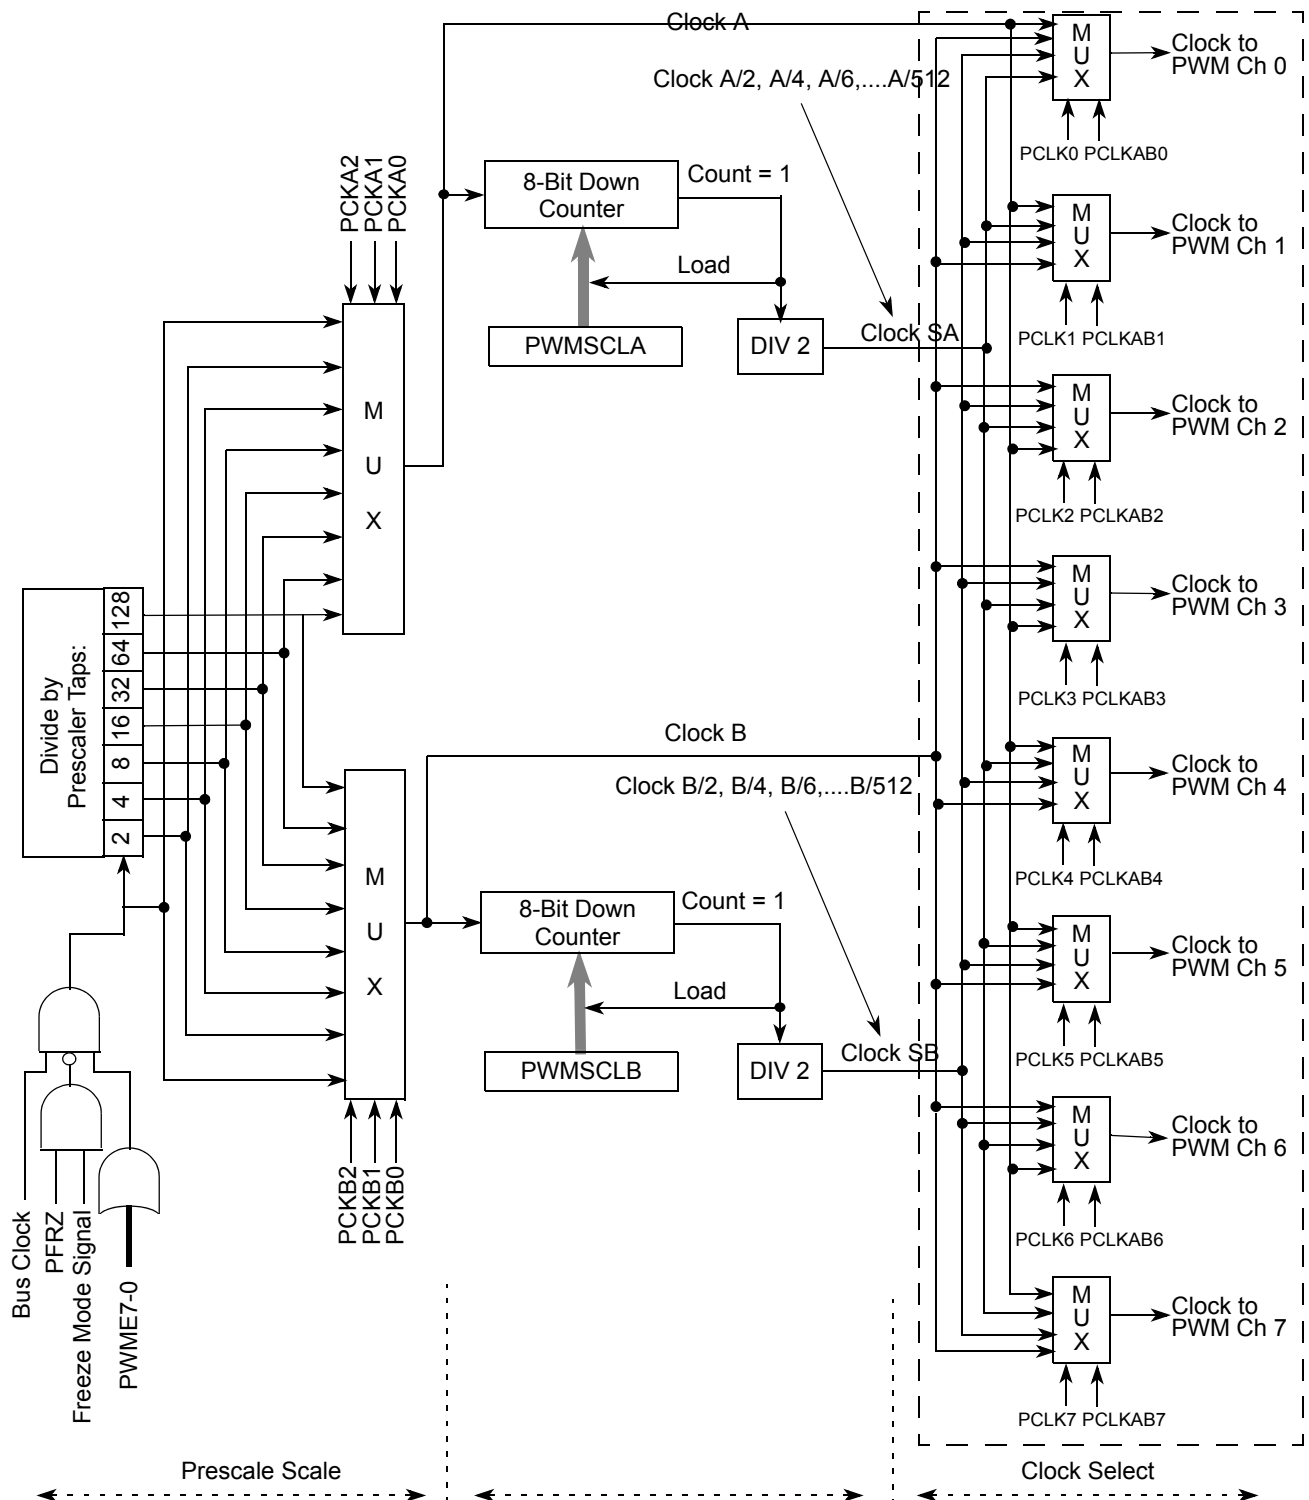 Clock A
Clock A/2, A/4, A/6,....A/512
M
U
X
Clock to
PWM Ch 0
PCLK0 PCLKAB0
PCKA2
PCKA1
PCKA0
8-Bit Down
Counter
Count = 1
Load
PWMSCLA
DIV 2
Clock SA
M
U
X
Clock to
PWM Ch 1
PCLK1 PCLKAB1
M
U
X
M
U
X
Clock to
PWM Ch 2
PCLK2 PCLKAB2
M
U
X
Clock to
PWM Ch 3
PCLK3 PCLKAB3
Divide by
Prescaler Taps:
128
64
32
16
8
4
2
Clock B
Clock B/2, B/4, B/6,....B/512
M
U
X
Clock to
PWM Ch 4
PCLK4 PCLKAB4
M
U
X
8-Bit Down
Counter
Count = 1
Load
PWMSCLB
DIV 2
Clock SB
M
U
X
Clock to
PWM Ch 5
PCLK5 PCLKAB5
PCKB2
PCKB1
PCKB0
M
U
X
Clock to
PWM Ch 6
PCLK6 PCLKAB6
Bus Clock
PFRZ
Freeze Mode Signal
PWME7-0
M
U
X
Clock to
PWM Ch 7
PCLK7 PCLKAB7
Prescale Scale
Clock Select